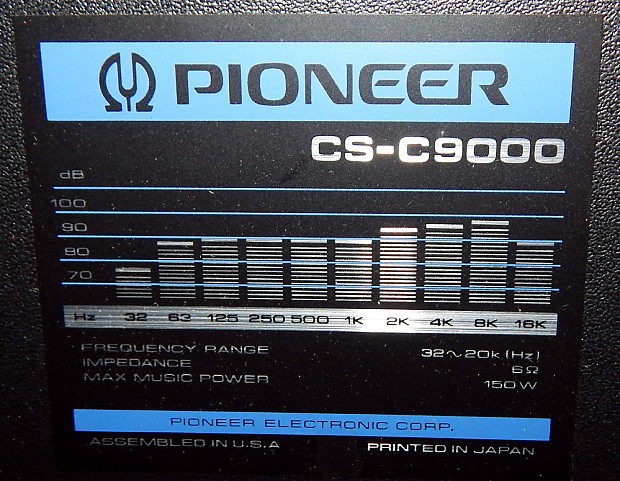 PIONEER
CS-C9000
dB
100
90
80
70
Hz 32 63 125 250 500 1K 2K 4K 8K 16K
FREQUENCY RANGE 32~20k (Hz)
IMPEDANCE 6Ω
MAX MUSIC POWER 150W
PIONEER ELECTRONIC CORP.
ASSEMBLED IN U.S.A PRINTED IN JAPAN